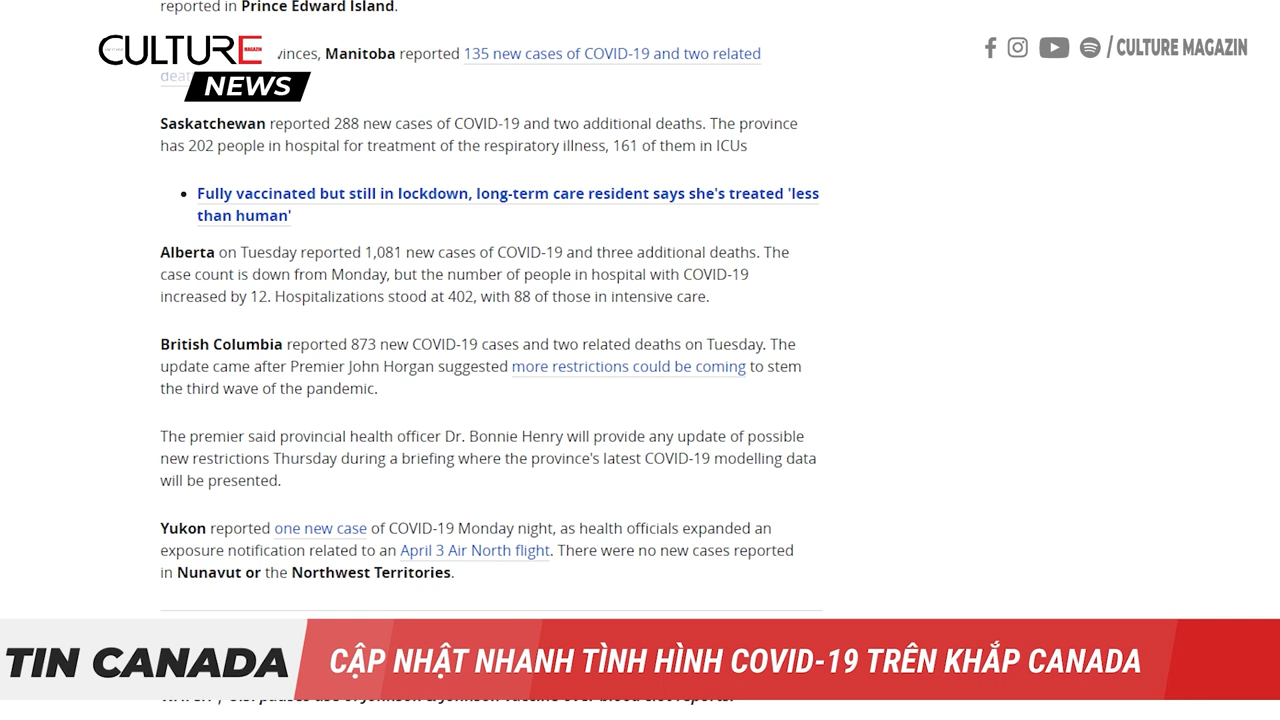 reported in Prince Edward Island.
CULTURE MAGAZIN
NEWS
/ CULTURE MAGAZIN
Manitoba reported 135 new cases of COVID-19 and two related
Saskatchewan reported 288 new cases of COVID-19 and two additional deaths. The province
has 202 people in hospital for treatment of the respiratory illness, 161 of them in ICUs
• Fully vaccinated but still in lockdown, long-term care resident says she's treated 'less
than human'
Alberta on Tuesday reported 1,081 new cases of COVID-19 and three additional deaths. The
case count is down from Monday, but the number of people in hospital with COVID-19
increased by 12. Hospitalizations stood at 402, with 88 of those in intensive care.
British Columbia reported 873 new COVID-19 cases and two related deaths on Tuesday. The
update came after Premier John Horgan suggested more restrictions could be coming to stem
the third wave of the pandemic.
The premier said provincial health officer Dr. Bonnie Henry will provide any update of possible
new restrictions Thursday during a briefing where the province's latest COVID-19 modelling data
will be presented.
Yukon reported one new case of COVID-19 Monday night, as health officials expanded an
exposure notification related to an April 3 Air North flight. There were no new cases reported
in Nunavut or the Northwest Territories.
TIN CANADA
CẬP NHẬT NHANH TÌNH HÌNH COVID-19 TRÊN KHẮP CANADA